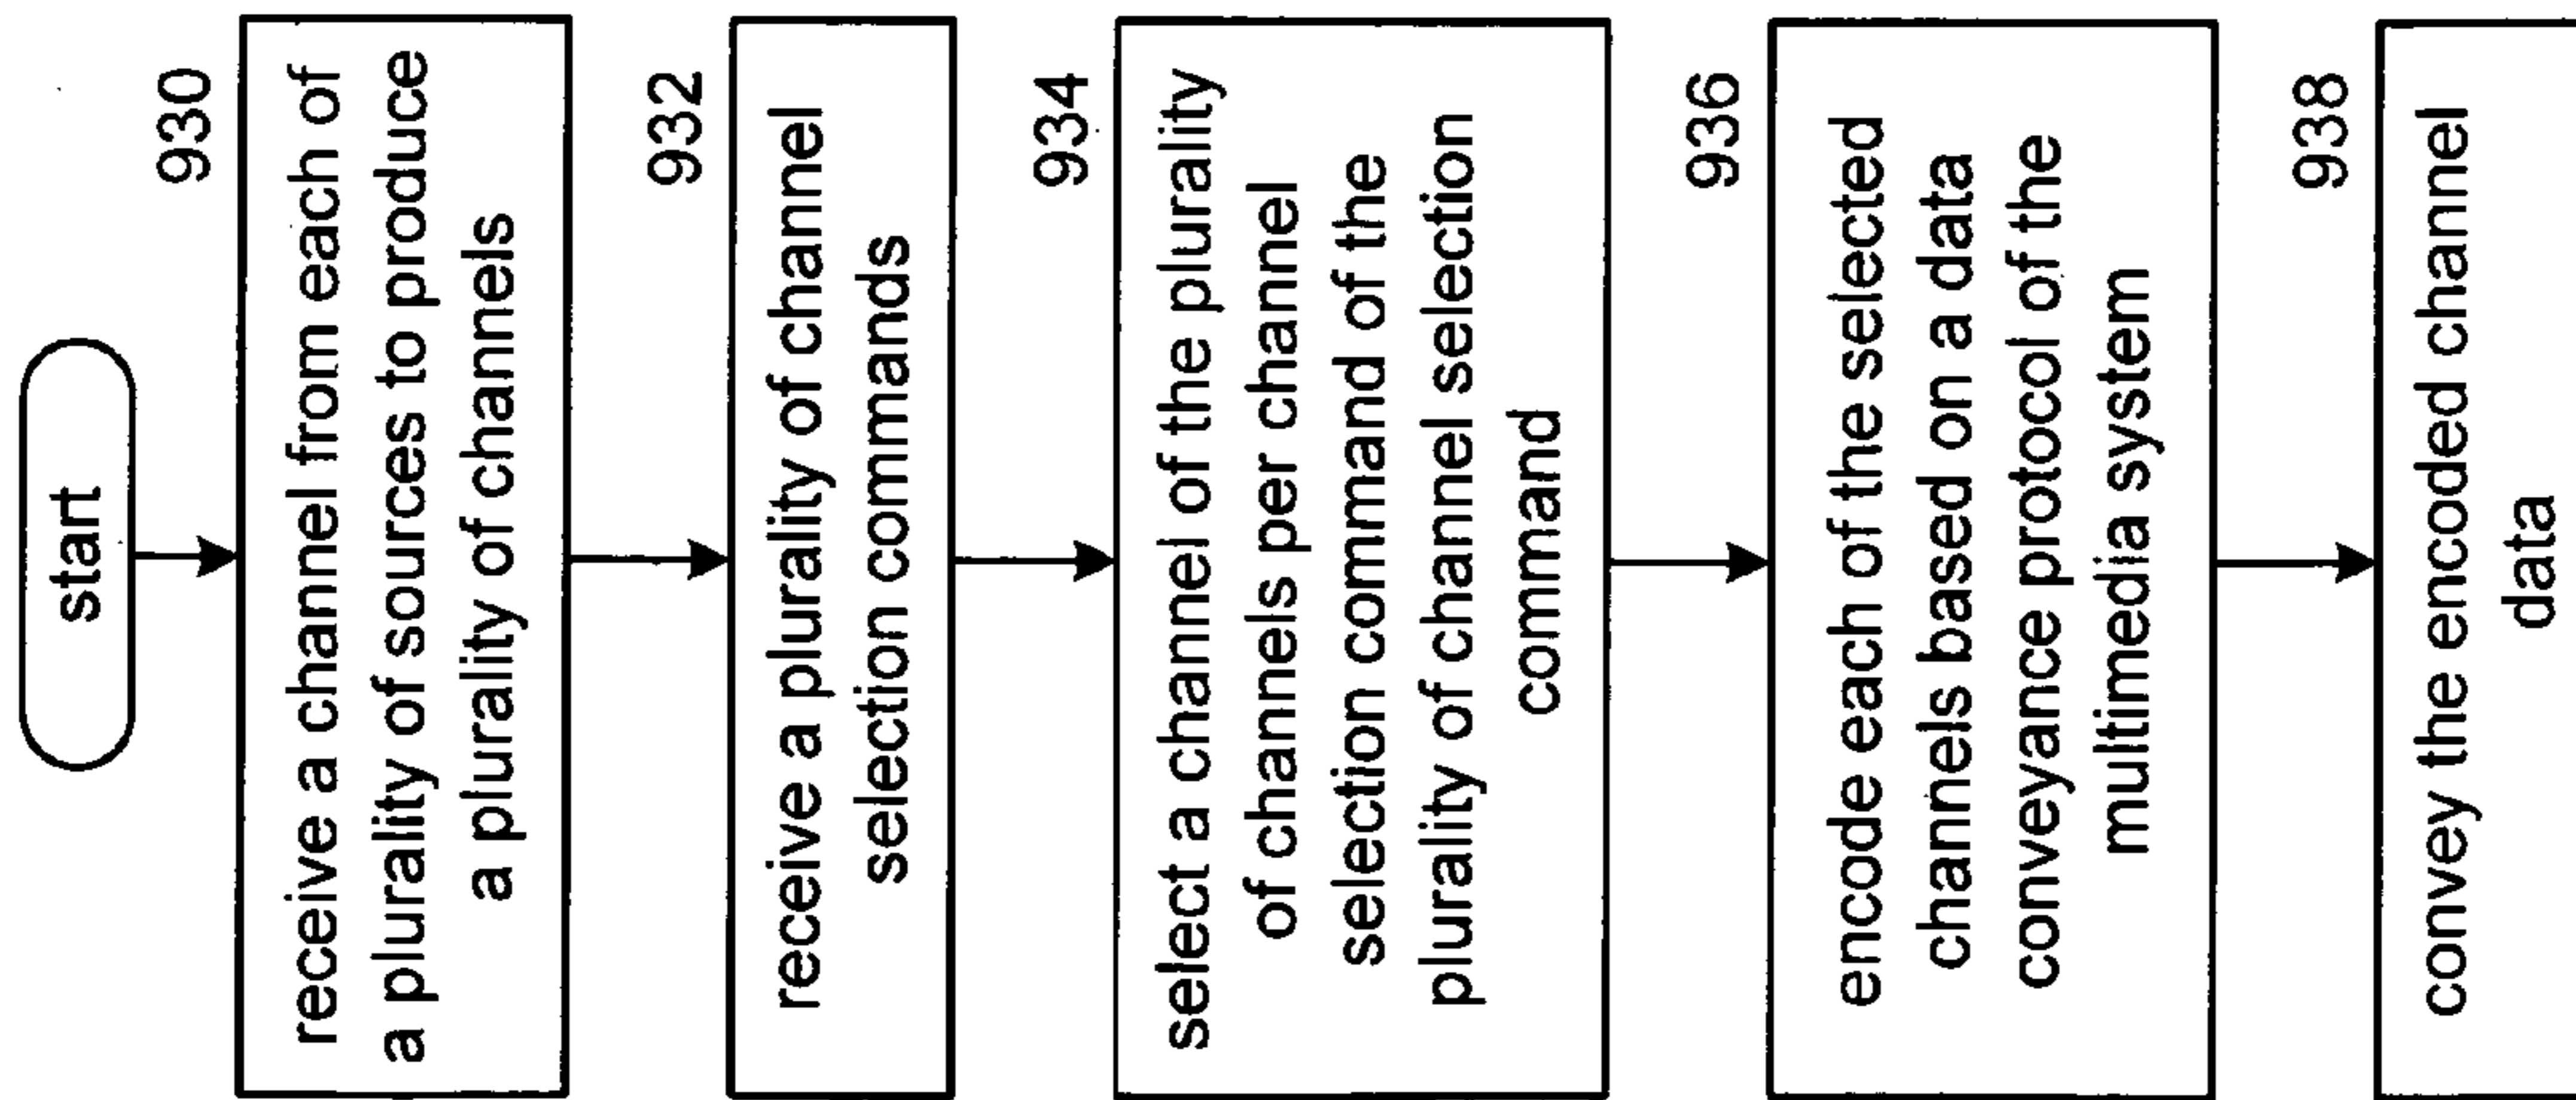 start
930
receive a channel from each of
a plurality of sources to produce
a plurality of channels
932
receive a plurality of channel
selection commands
934
select a channel of the plurality
of channels per channel
selection command of the
plurality of channel selection
command
936
encode each of the selected
channels based on a data
conveyance protocol of the
multimedia system
938
convey the encoded channel
data